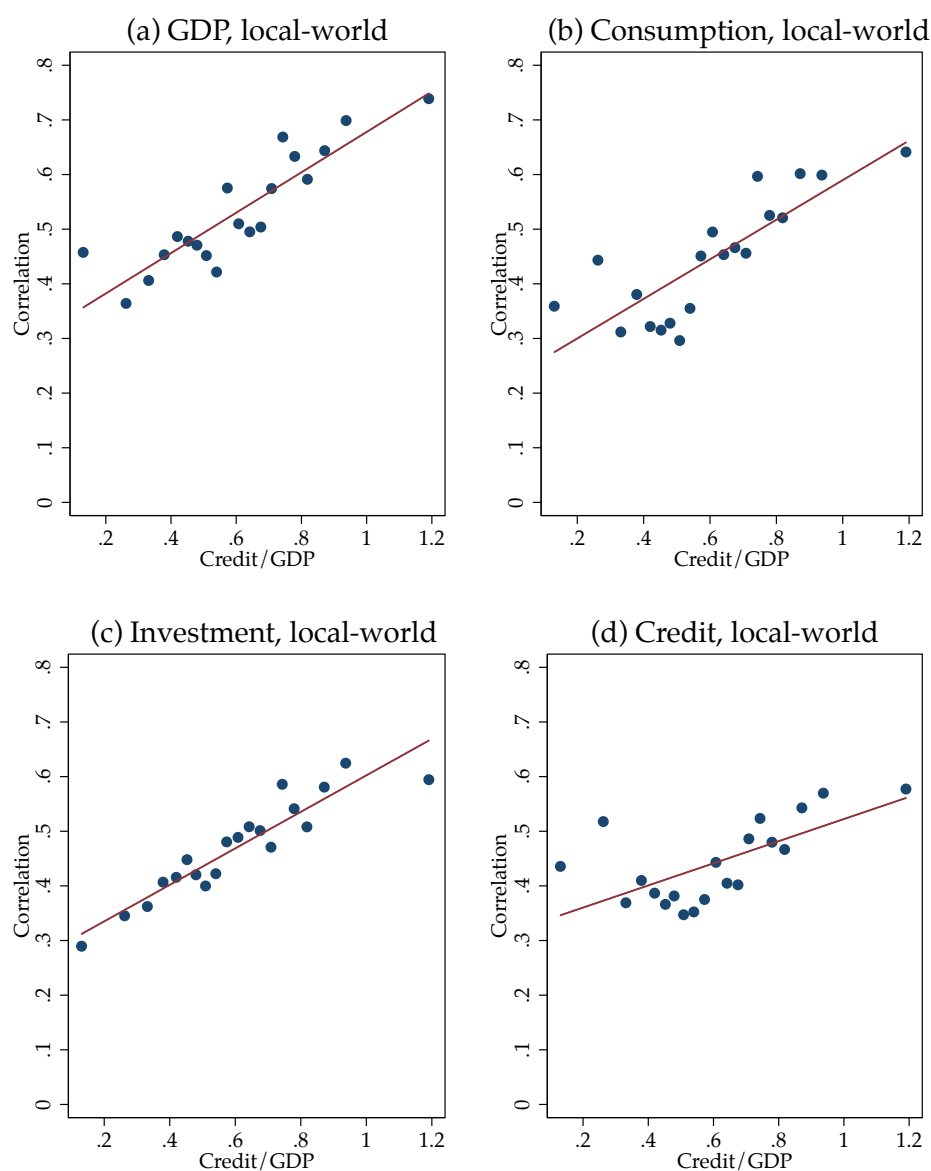 (a) GDP, local-world
.8
.7
.6
.5
.4
.3
.2
.1
0
Correlation
.2 .4 .6 .8 1 1.2
Credit/GDP
(b) Consumption, local-world
.8
.7
.6
.5
.4
.3
.2
.1
0
Correlation
.2 .4 .6 .8 1 1.2
Credit/GDP
(c) Investment, local-world
.8
.7
.6
.5
.4
.3
.2
.1
0
Correlation
.2 .4 .6 .8 1 1.2
Credit/GDP
(d) Credit, local-world
.8
.7
.6
.5
.4
.3
.2
.1
0
Correlation
.2 .4 .6 .8 1 1.2
Credit/GDP